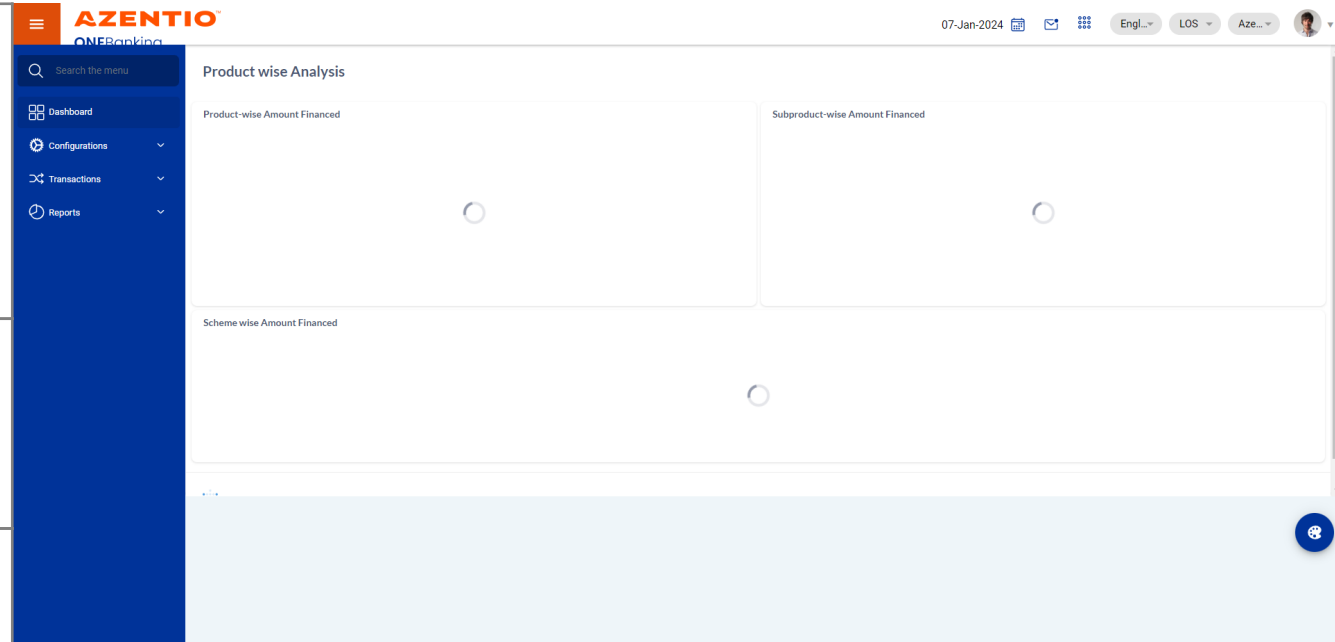 AZENTIO™
ONEBanking
07-Jan-2024
Engl...
LOS
Aze...
Search the menu
Dashboard
Configurations
Transactions
Reports
Product wise Analysis
Product-wise Amount Financed
Subproduct-wise Amount Financed
Scheme wise Amount Financed